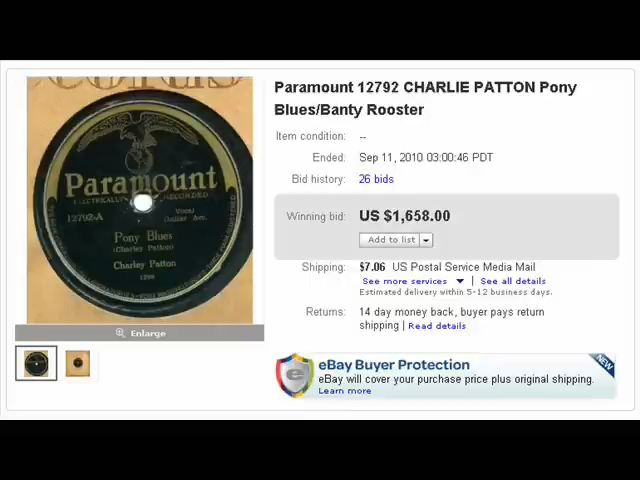 Paramount 12792 CHARLIE PATTON Pony
Blues/Banty Rooster
Item condition: --
Ended: Sep 11, 2010 03:00:46 PDT
Bid history: 26 bids
Winning bid: US $1,658.00
Add to list
Shipping: $7.06 US Postal Service Media Mail
See more services | See all details
Estimated delivery within 5-12 business days.
Returns: 14 day money back, buyer pays return
shipping | Read details
eBay Buyer Protection
NEW
eBay will cover your purchase price plus original shipping.
Learn more
Paramount
ELECTRICALLY RECORDED
12792-A
Vocal
Guitar Acc.
Pony Blues
(Charley Patton)
Charley Patton
Enlarge